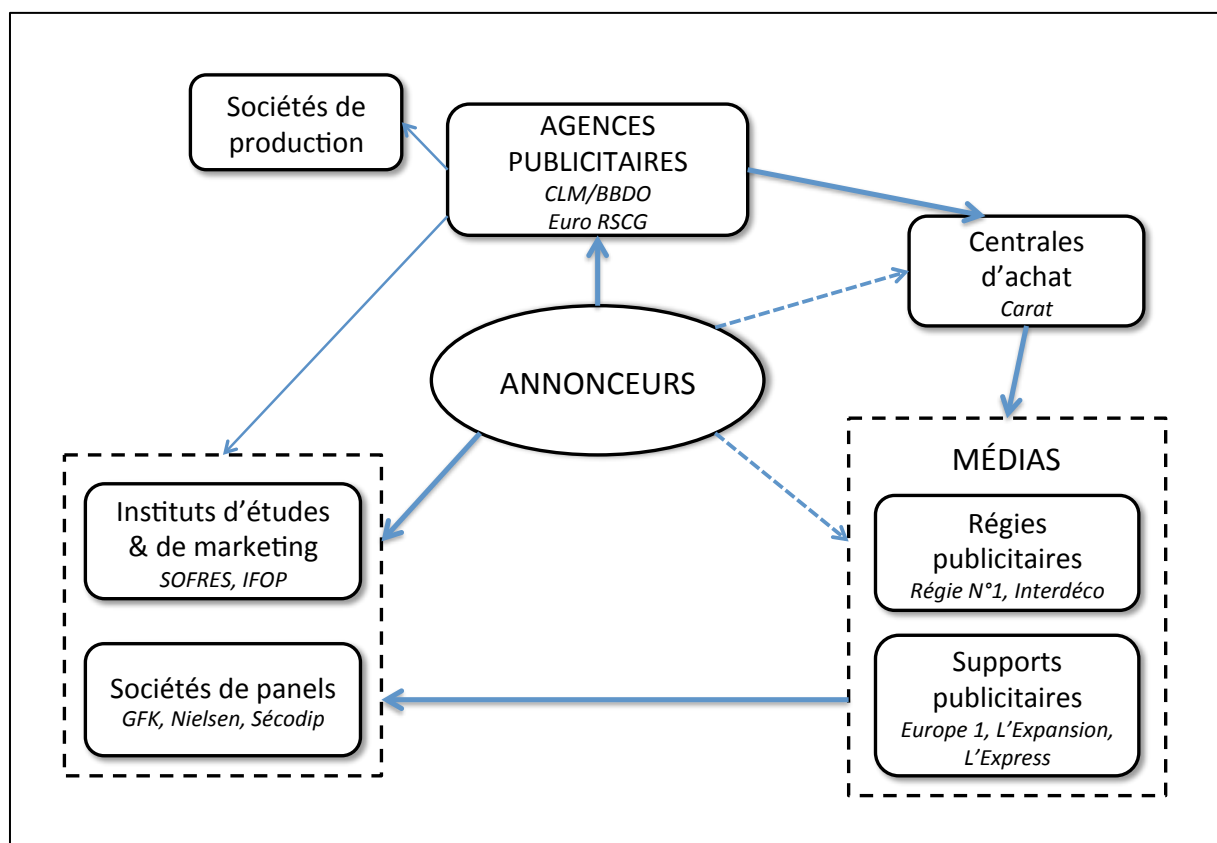 Sociétés de
production
AGENCES
PUBLICITAIRES
CLM/BBDO
Euro RSCG
Centrales
d’achat
Carat
ANNONCEURS
MÉDIAS
Instituts d’études
& de marketing
SOFRES, IFOP
Régies
publicitaires
Régie N°1, Interdéco
Sociétés de panels
GFK, Nielsen, Sécodip
Supports
publicitaires
Europe 1, L’Expansion,
L’Express